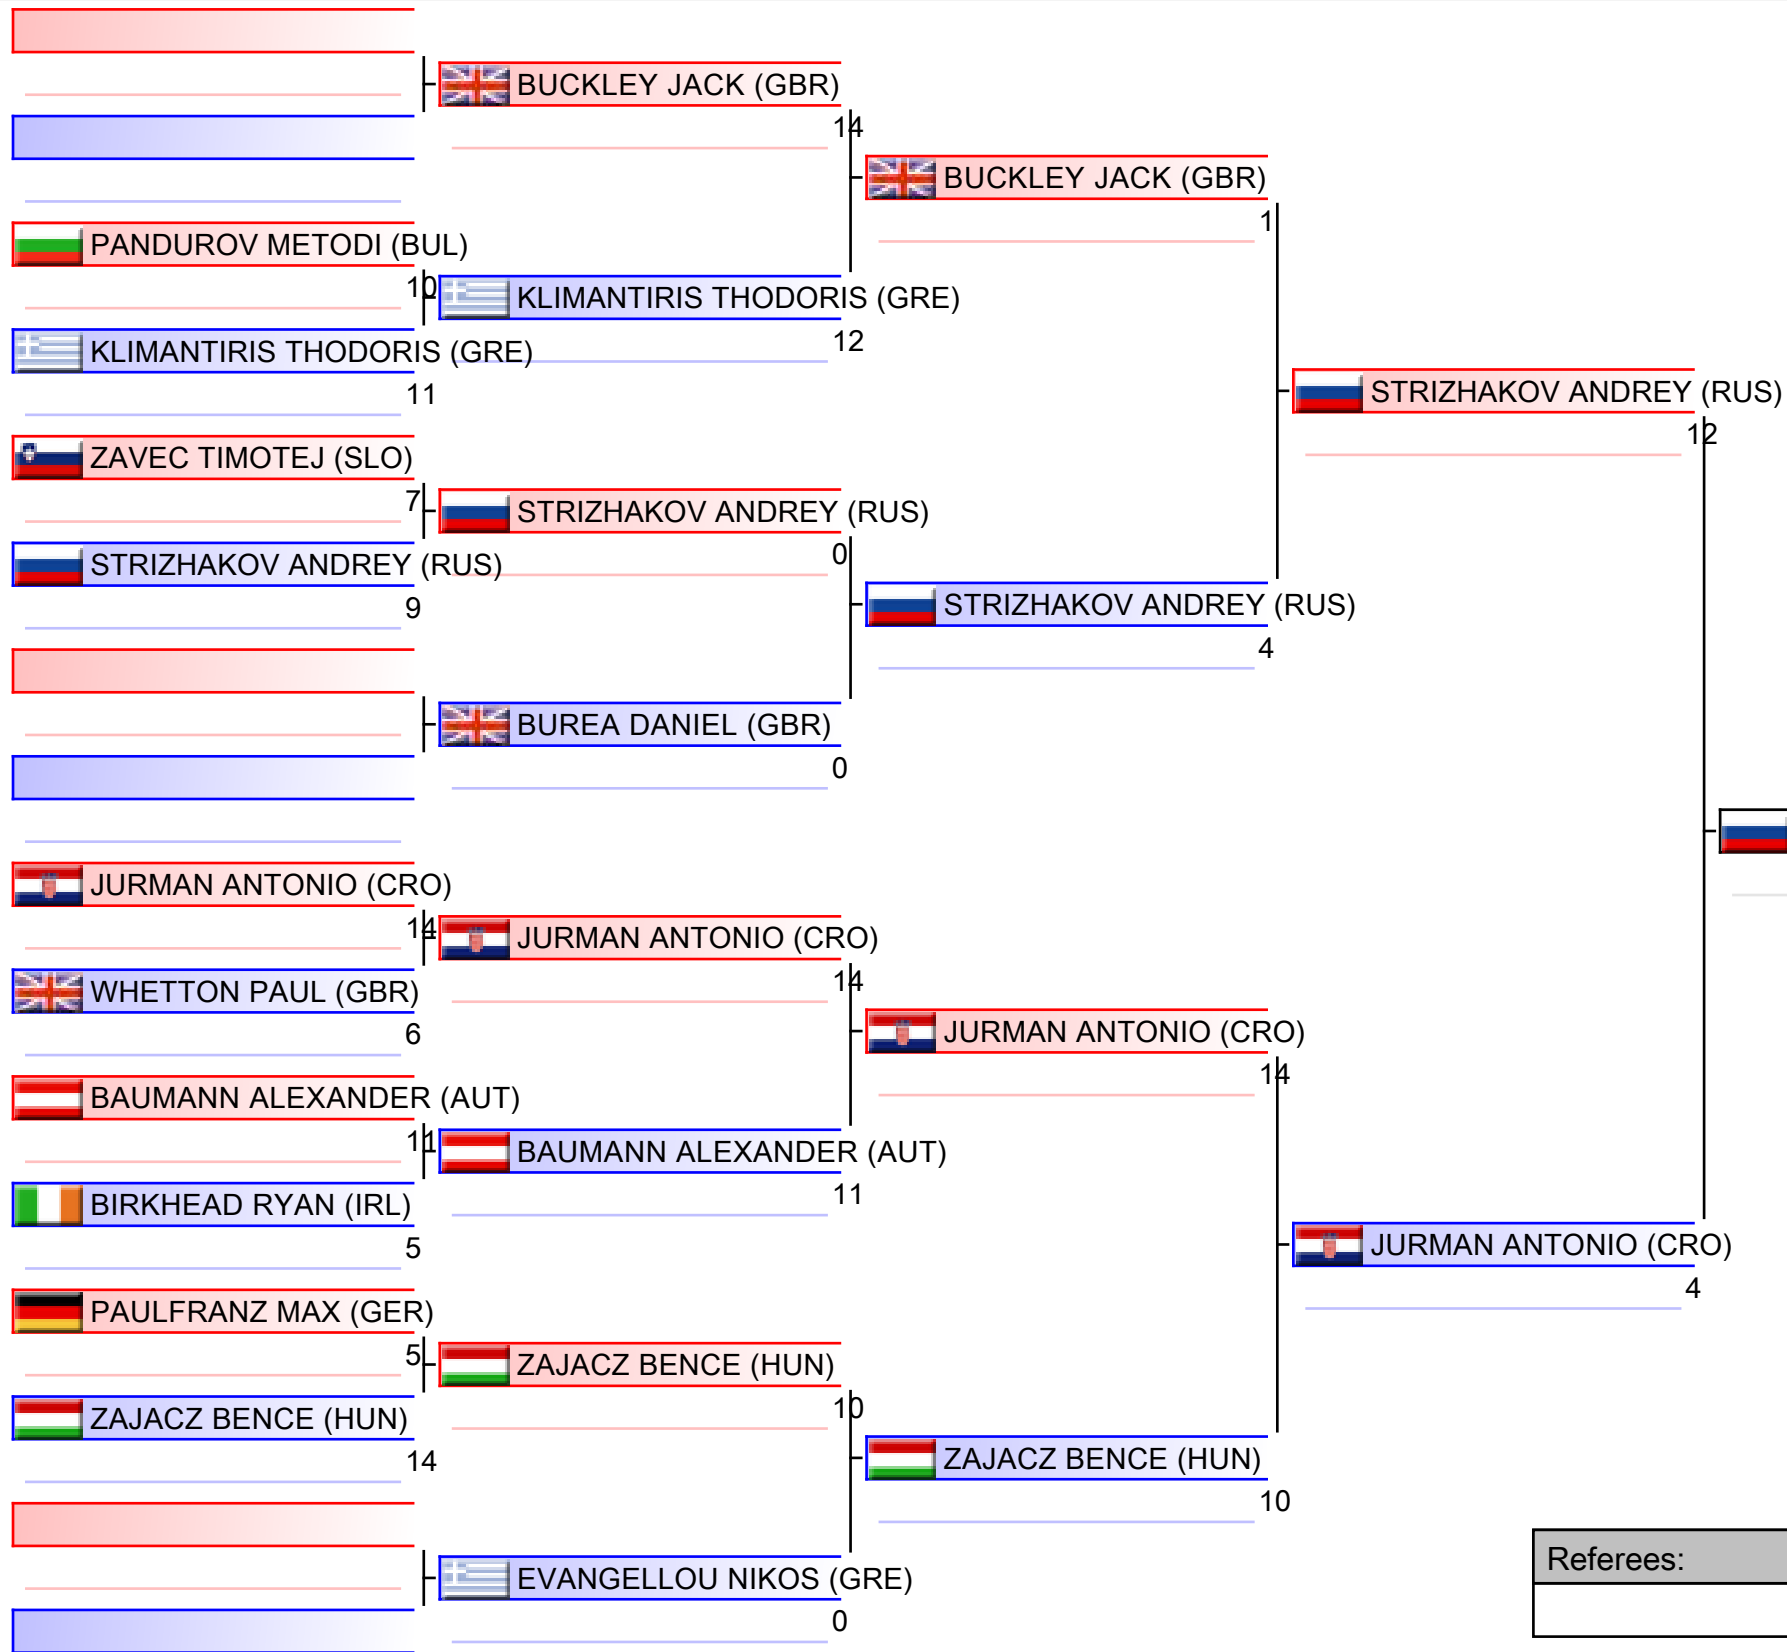 BUCKLEY JACK (GBR)
14
BUCKLEY JACK (GBR)
1
PANDUROV METODI (BUL)
10
KLIMANTIRIS THODORIS (GRE)
12
KLIMANTIRIS THODORIS (GRE)
11
STRIZHAKOV ANDREY (RUS)
12
ZAVEC TIMOTEJ (SLO)
7
STRIZHAKOV ANDREY (RUS)
0
STRIZHAKOV ANDREY (RUS)
9
STRIZHAKOV ANDREY (RUS)
4
BUREA DANIEL (GBR)
0
JURMAN ANTONIO (CRO)
14
JURMAN ANTONIO (CRO)
14
WHETTON PAUL (GBR)
6
JURMAN ANTONIO (CRO)
14
BAUMANN ALEXANDER (AUT)
11
BAUMANN ALEXANDER (AUT)
11
BIRKHEAD RYAN (IRL)
5
JURMAN ANTONIO (CRO)
4
PAULFRANZ MAX (GER)
5
ZAJACZ BENCE (HUN)
10
ZAJACZ BENCE (HUN)
14
ZAJACZ BENCE (HUN)
10
EVANGELLOU NIKOS (GRE)
0
Referees: